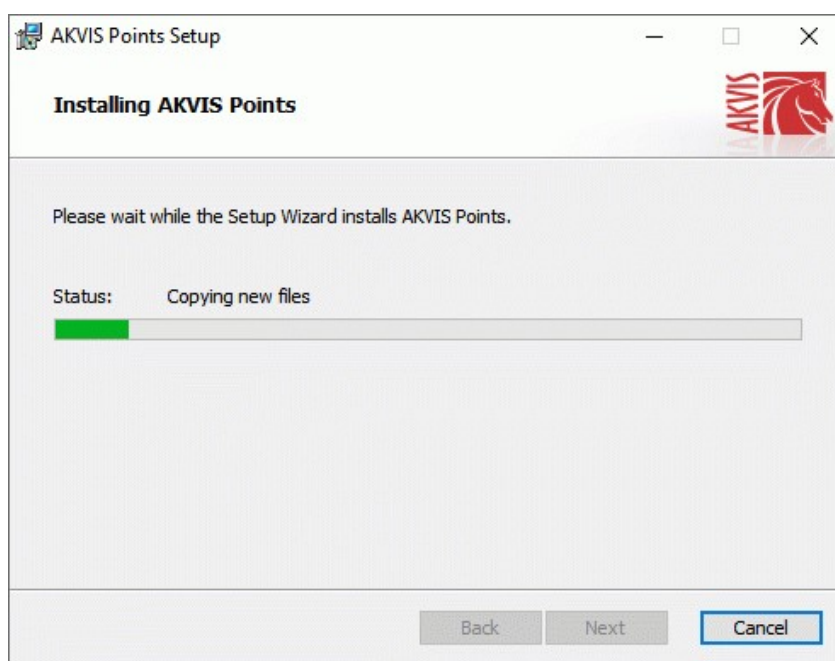 AKVIS Points Setup
Installing AKVIS Points
AKVIS
Please wait while the Setup Wizard installs AKVIS Points.
Status: Copying new files
Back Next Cancel